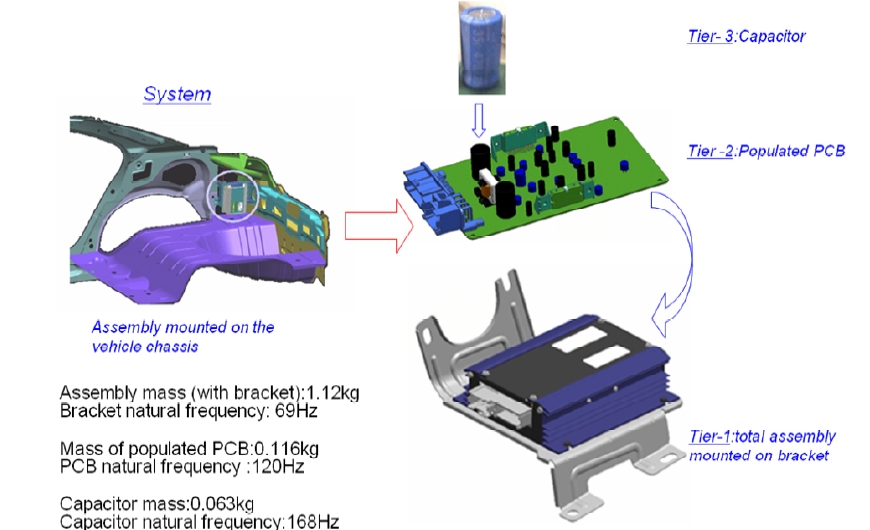 Tier- 3:Capacitor
System
Tier -2:Populated PCB
Assembly mounted on the
vehicle chassis
Assembly mass (with bracket):1.12kg
Bracket natural frequency: 69Hz
Mass of populated PCB:0.116kg
PCB natural frequency :120Hz
Capacitor mass:0.063kg
Capacitor natural frequency:168Hz
Tier-1:total assembly
mounted on bracket